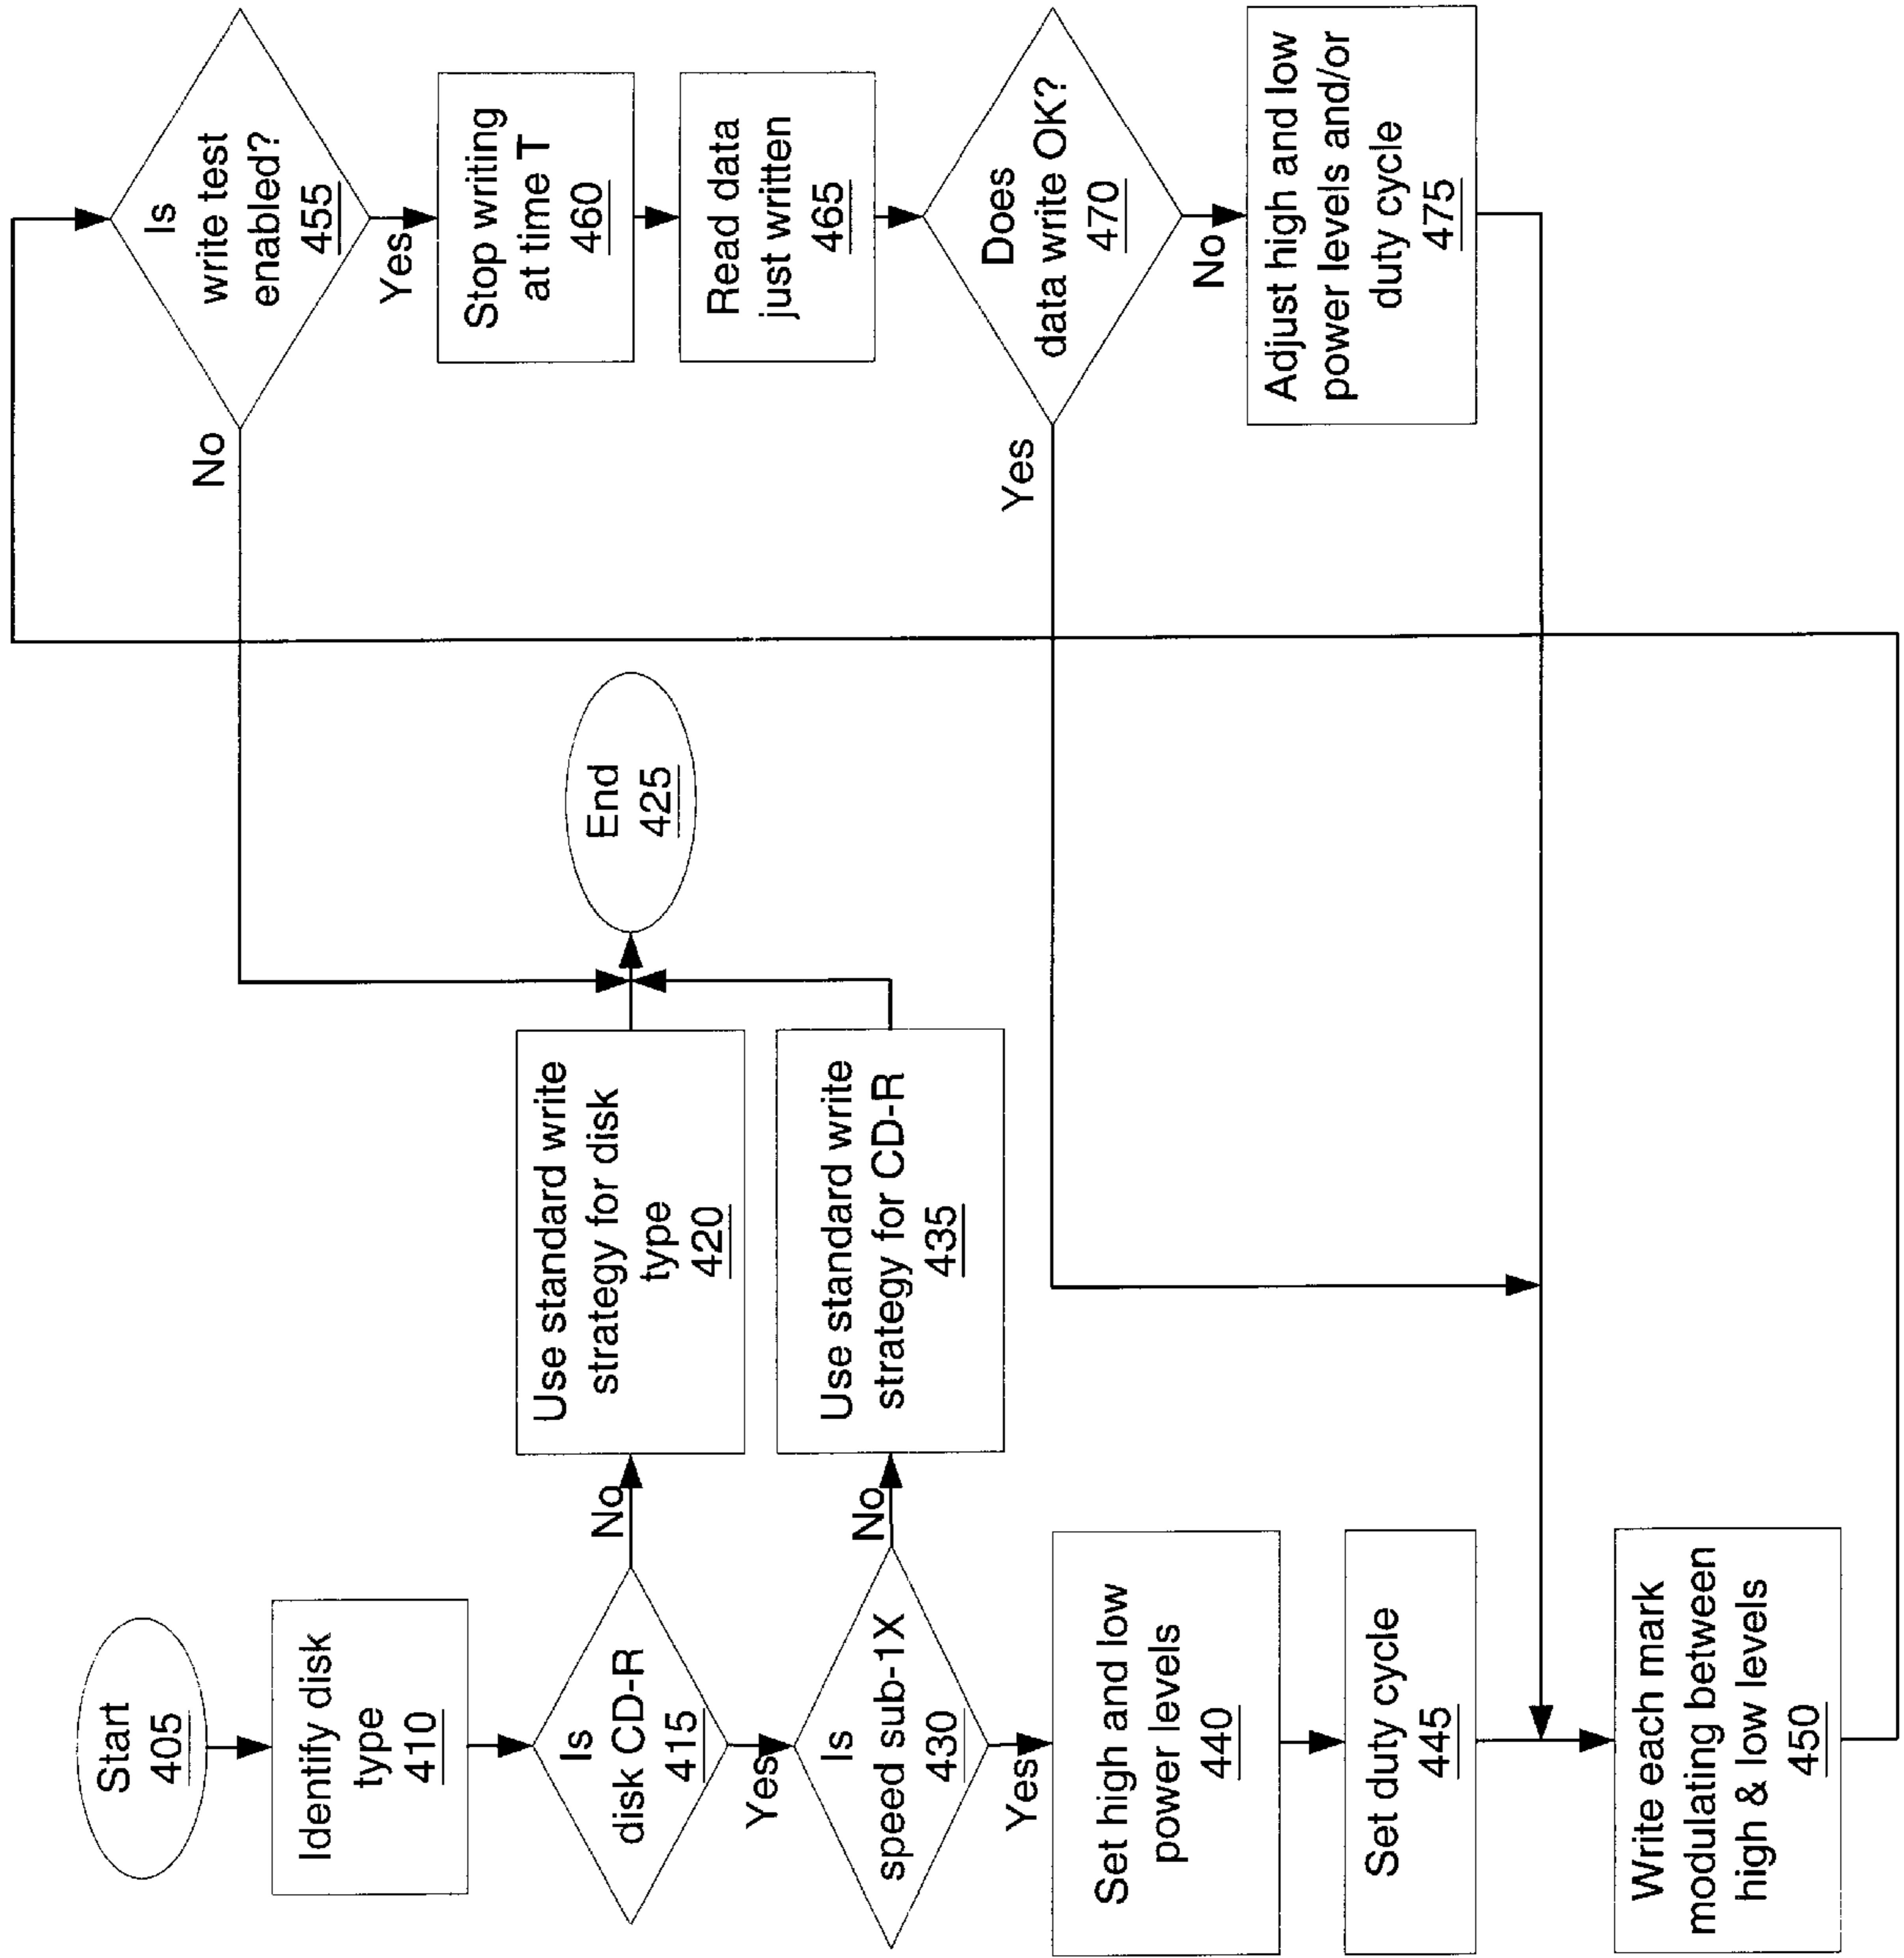 Start
405
Identify disk
type
410
Is
disk CD-R
415
No
Use standard write
strategy for disk
type
420
End
425
Yes
Is
speed sub-1X
430
No
Use standard write
strategy for CD-R
435
Yes
Set high and low
power levels
440
Set duty cycle
445
Write each mark
modulating between
high & low levels
450
Is
write test
enabled?
455
No
Yes
Stop writing
at time T
460
Read data
just written
465
Does
data write OK?
470
Yes
No
Adjust high and low
power levels and/or
duty cycle
475